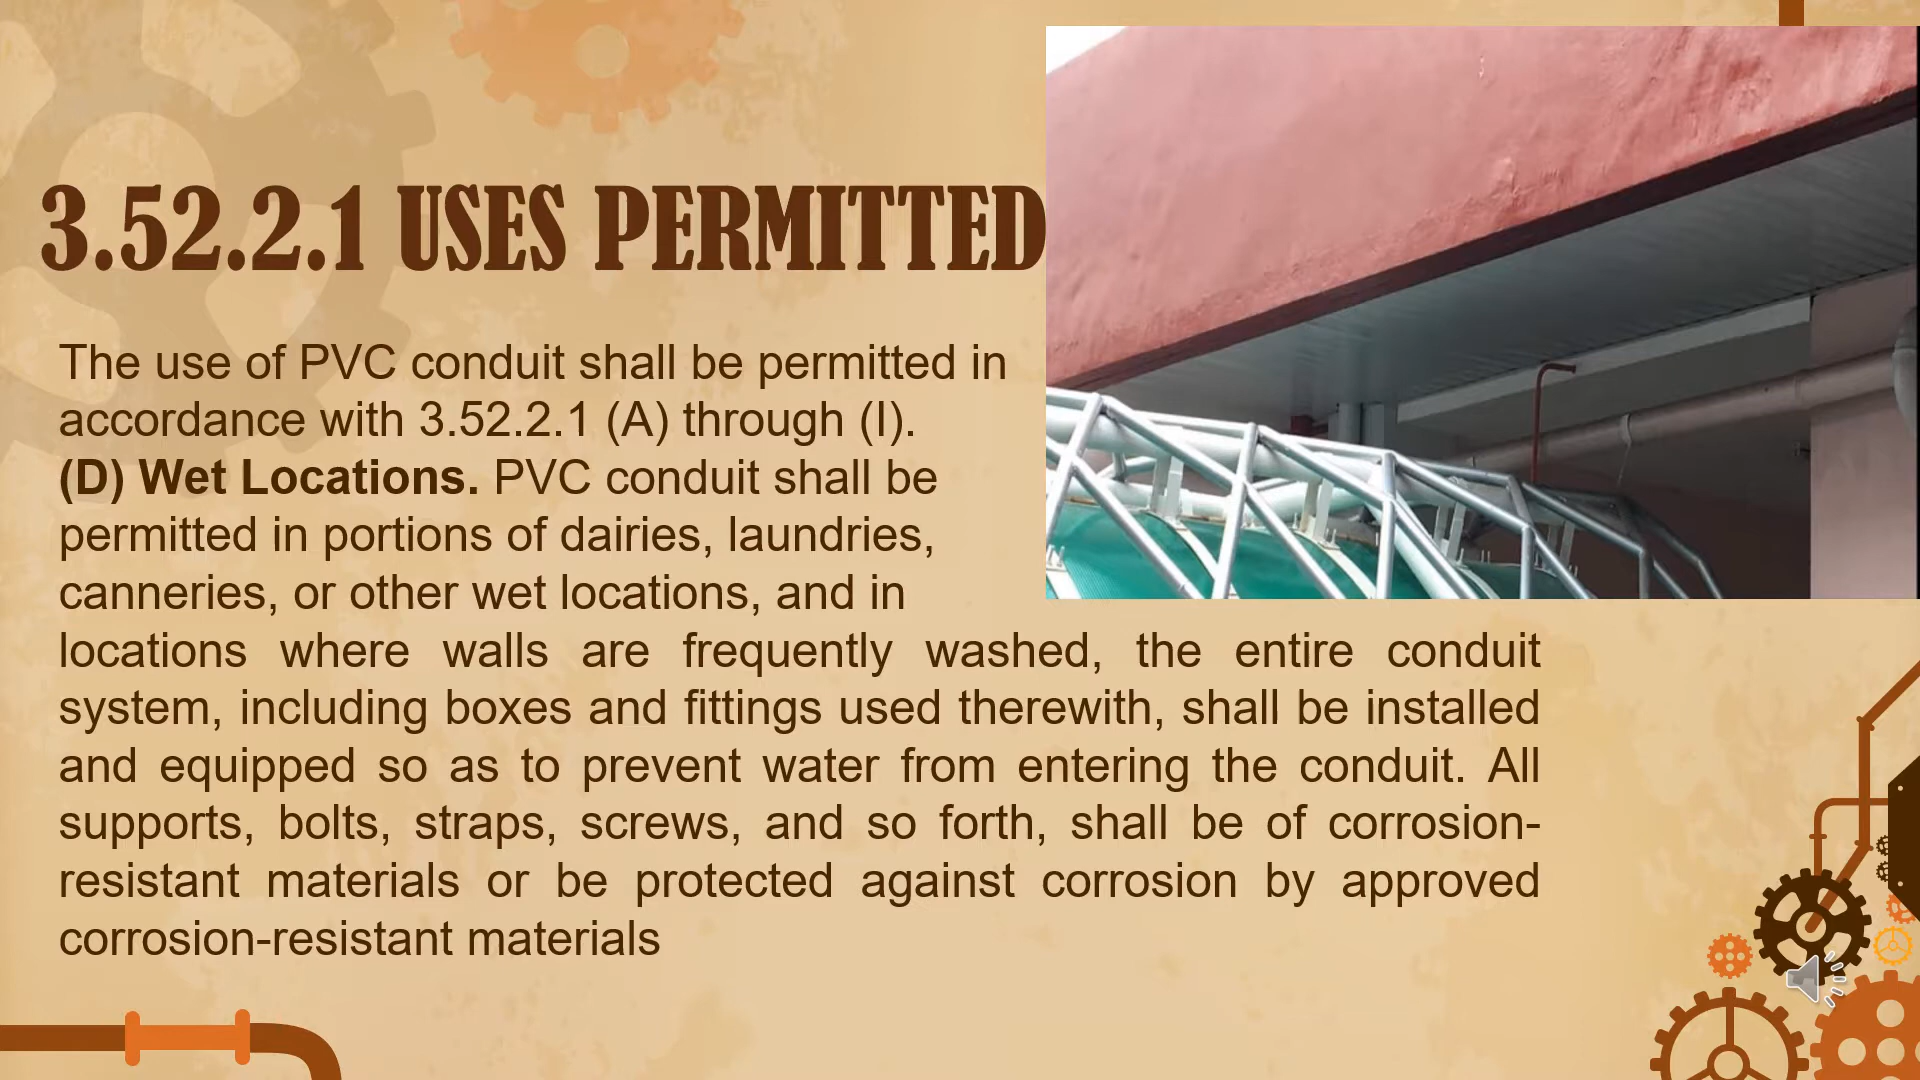 3.52.2.1 USES PERMITTED
The use of PVC conduit shall be permitted in
accordance with 3.52.2.1 (A) through (I).
(D) Wet Locations. PVC conduit shall be
permitted in portions of dairies, laundries,
canneries, or other wet locations, and in
locations where walls are frequently washed, the entire conduit
system, including boxes and fittings used therewith, shall be installed
and equipped so as to prevent water from entering the conduit. All
supports, bolts, straps, screws, and so forth, shall be of corrosion-
resistant materials or be protected against corrosion by approved
corrosion-resistant materials